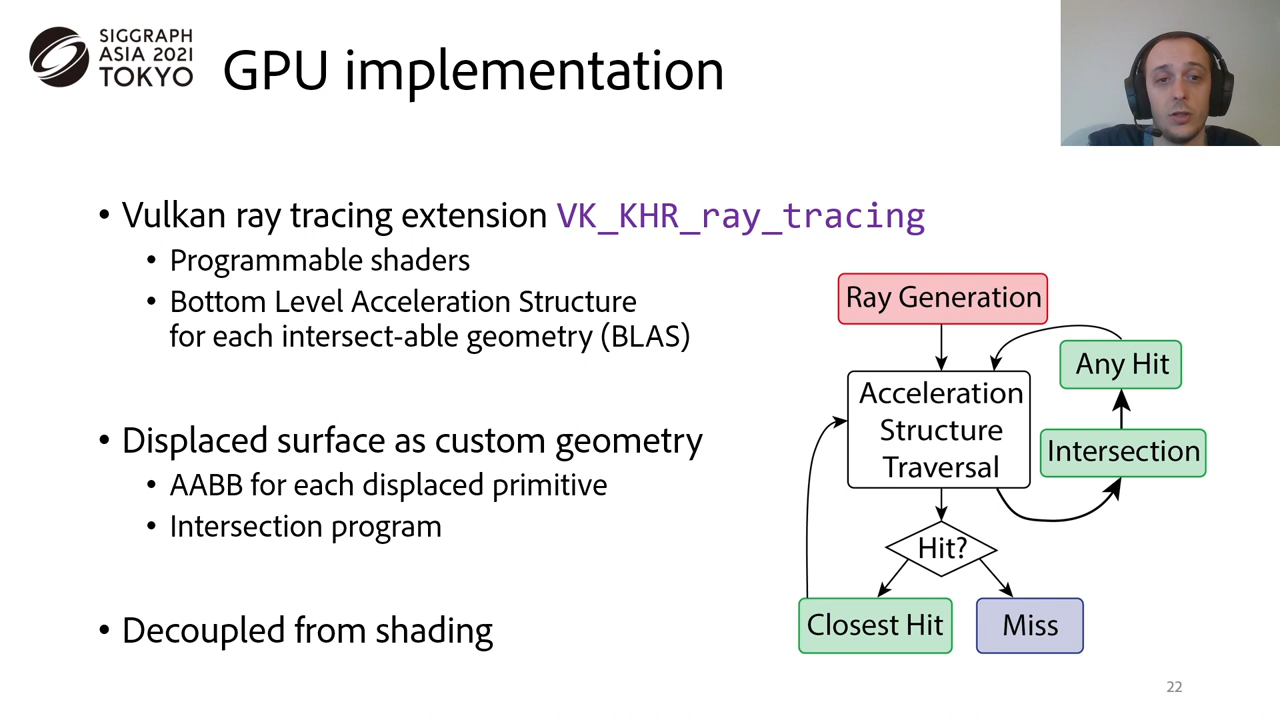 SIGGRAPH
ASIA 2021
TOKYO
GPU implementation
• Vulkan ray tracing extension VK_KHR_ray_tracing
• Programmable shaders
• Bottom Level Acceleration Structure
for each intersect-able geometry (BLAS)
• Displaced surface as custom geometry
• AABB for each displaced primitive
• Intersection program
• Decoupled from shading
Ray Generation
Any Hit
Acceleration
Structure
Traversal
Intersection
Hit?
Closest Hit
Miss
22